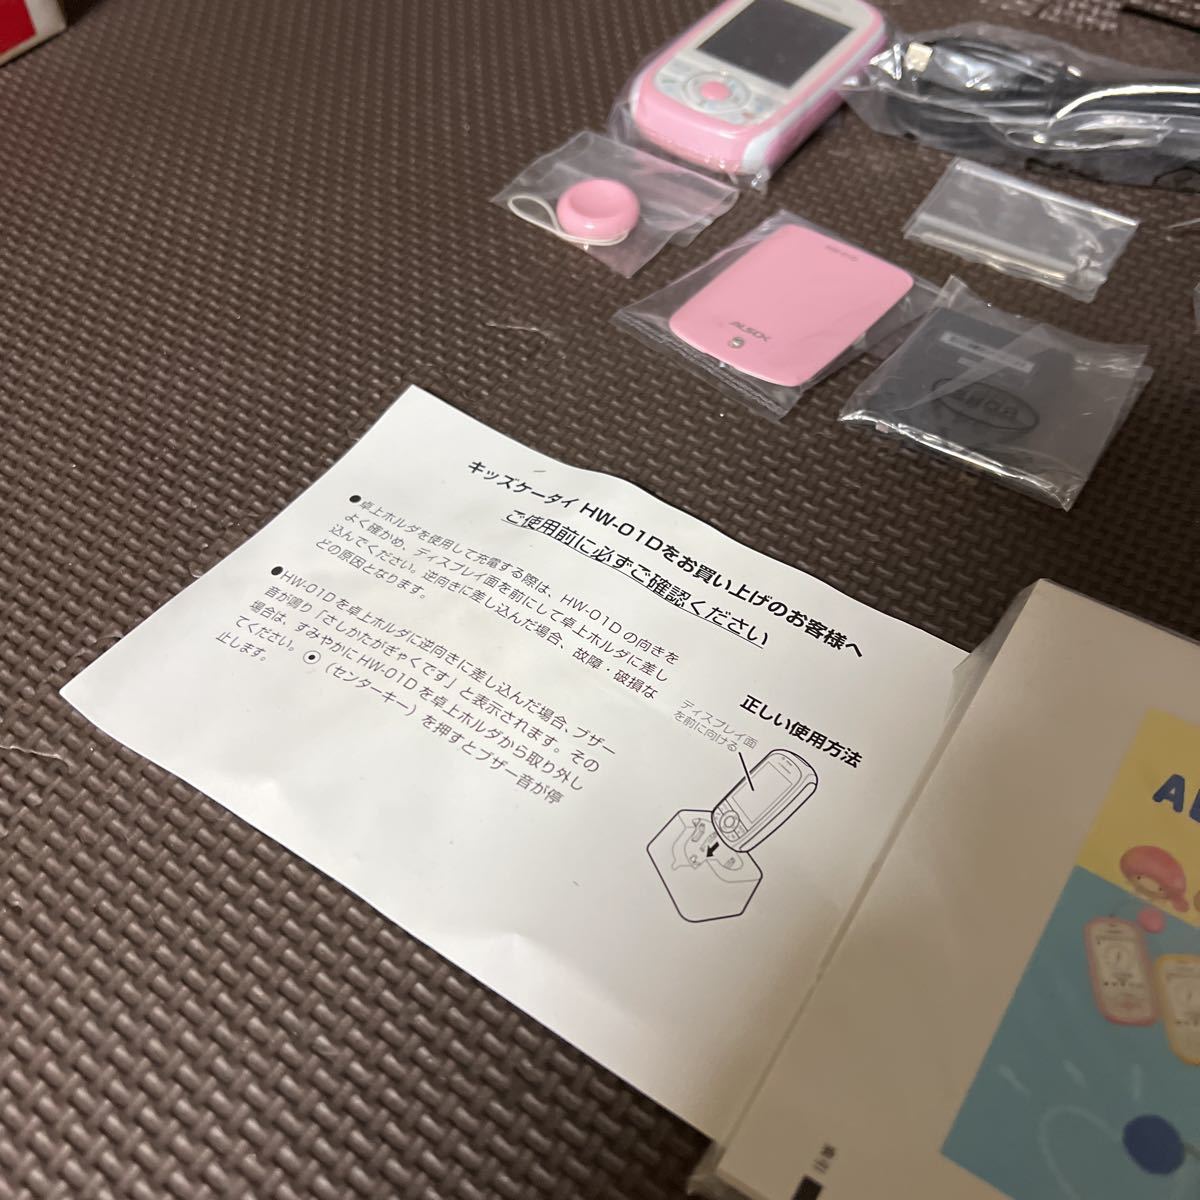 ALSOK
キッズケータイ HW-01Dをお買い上げのお客様へ
ご使用前に必ずご確認ください
●卓上ホルダを使用して充電する際は、HW-01D の向きを
よく確かめ、ディスプレイ面を前にして卓上ホルダに差し
込んでください。逆向きに差し込んだ場合、故障・破損な
どの原因となります。
●HW-01D を卓上ホルダに逆向きに差し込んだ場合、ブザー
音が鳴り「さしかたがぎゃくです」と表示されます。その
場合は、すみやかに HW-01D を卓上ホルダから取り外し
てください。◉(センターキー)を押すとブザー音が停
止します。
正しい使用方法
ディスプレイ面
を前に向ける
索引